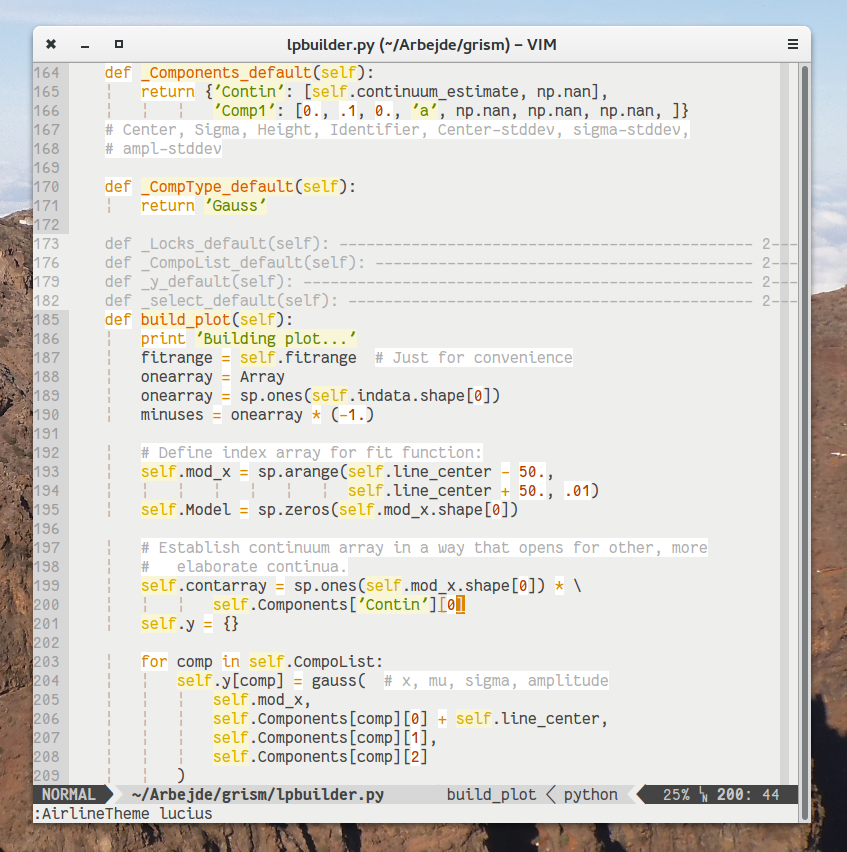 lpbuilder.py (~/Arbejde/grism) – VIM
164 def _Components_default(self):
165 return {'Contin': [self.continuum_estimate, np.nan],
166 'Comp1': [0., .1, 0., 'a', np.nan, np.nan, np.nan, ]}
167 # Center, Sigma, Height, Identifier, Center-stddev, sigma-stddev,
168 # ampl-stddev
169
170 def _CompType_default(self):
171 return 'Gauss'
172
173 def _Locks_default(self): ---------------------------------------------- 2---
176 def _CompoList_default(self): ------------------------------------------ 2---
179 def _y_default(self): -------------------------------------------------- 2---
182 def _select_default(self): --------------------------------------------- 2---
185 def build_plot(self):
186 print 'Building plot...'
187 fitrange = self.fitrange # Just for convenience
188 onearray = Array
189 onearray = sp.ones(self.indata.shape[0])
190 minuses = onearray * (-1.)
191
192 # Define index array for fit function:
193 self.mod_x = sp.arange(self.line_center - 50.,
194 self.line_center + 50., .01)
195 self.Model = sp.zeros(self.mod_x.shape[0])
196
197 # Establish continuum array in a way that opens for other, more
198 #   elaborate continua.
199 self.contarray = sp.ones(self.mod_x.shape[0]) * \
200 self.Components['Contin'][0]
201 self.y = {}
202
203 for comp in self.CompoList:
204 self.y[comp] = gauss( # x, mu, sigma, amplitude
205 self.mod_x,
206 self.Components[comp][0] + self.line_center,
207 self.Components[comp][1],
208 self.Components[comp][2]
209 )
NORMAL ~/Arbejde/grism/lpbuilder.py build_plot < python 25% ␤ 200: 44
:AirlineTheme lucius